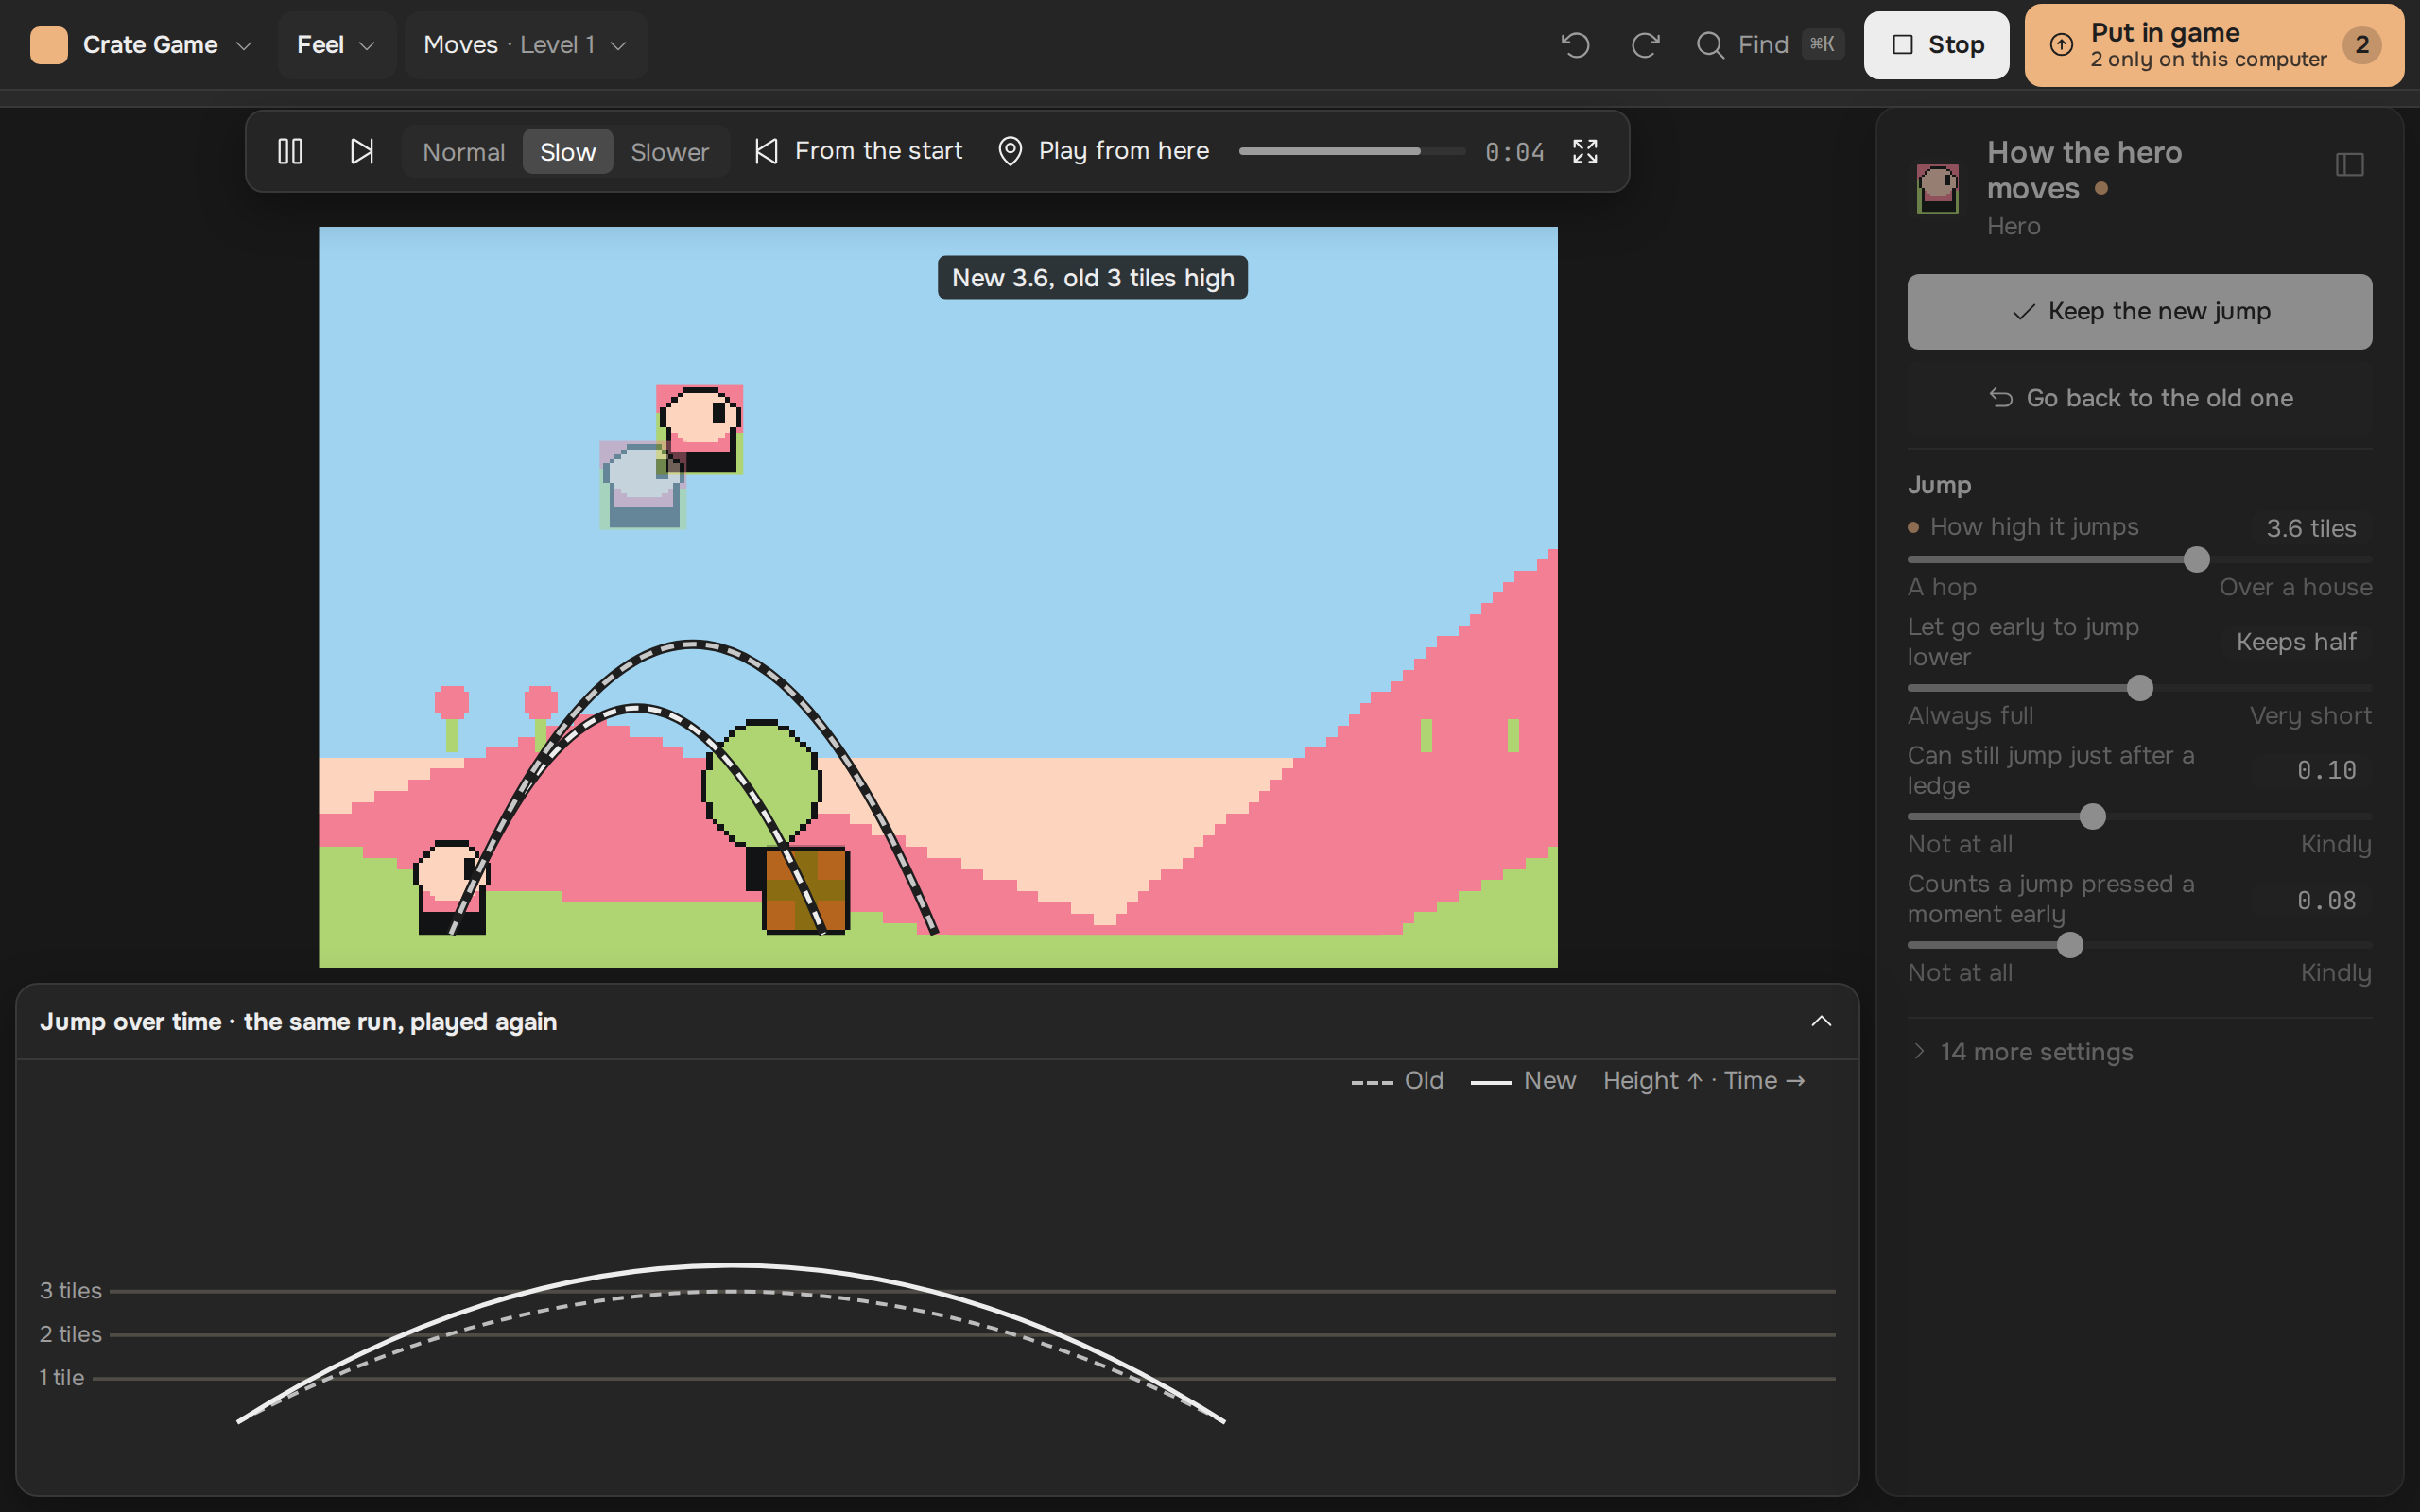 Crate Game
Feel
Moves · Level 1
Find ⌘K
Stop
Put in game
2 only on this computer
2
Normal
Slow
Slower
From the start
Play from here
0:04
New 3.6, old 3 tiles high
How the hero
moves
Hero
Keep the new jump
Go back to the old one
Jump
How high it jumps
3.6 tiles
A hop
Over a house
Let go early to jump
lower
Keeps half
Always full
Very short
Can still jump just after a
ledge
0.10
Not at all
Kindly
Counts a jump pressed a
moment early
0.08
Not at all
Kindly
14 more settings
Jump over time · the same run, played again
Old
New
Height ↑ · Time →
3 tiles
2 tiles
1 tile